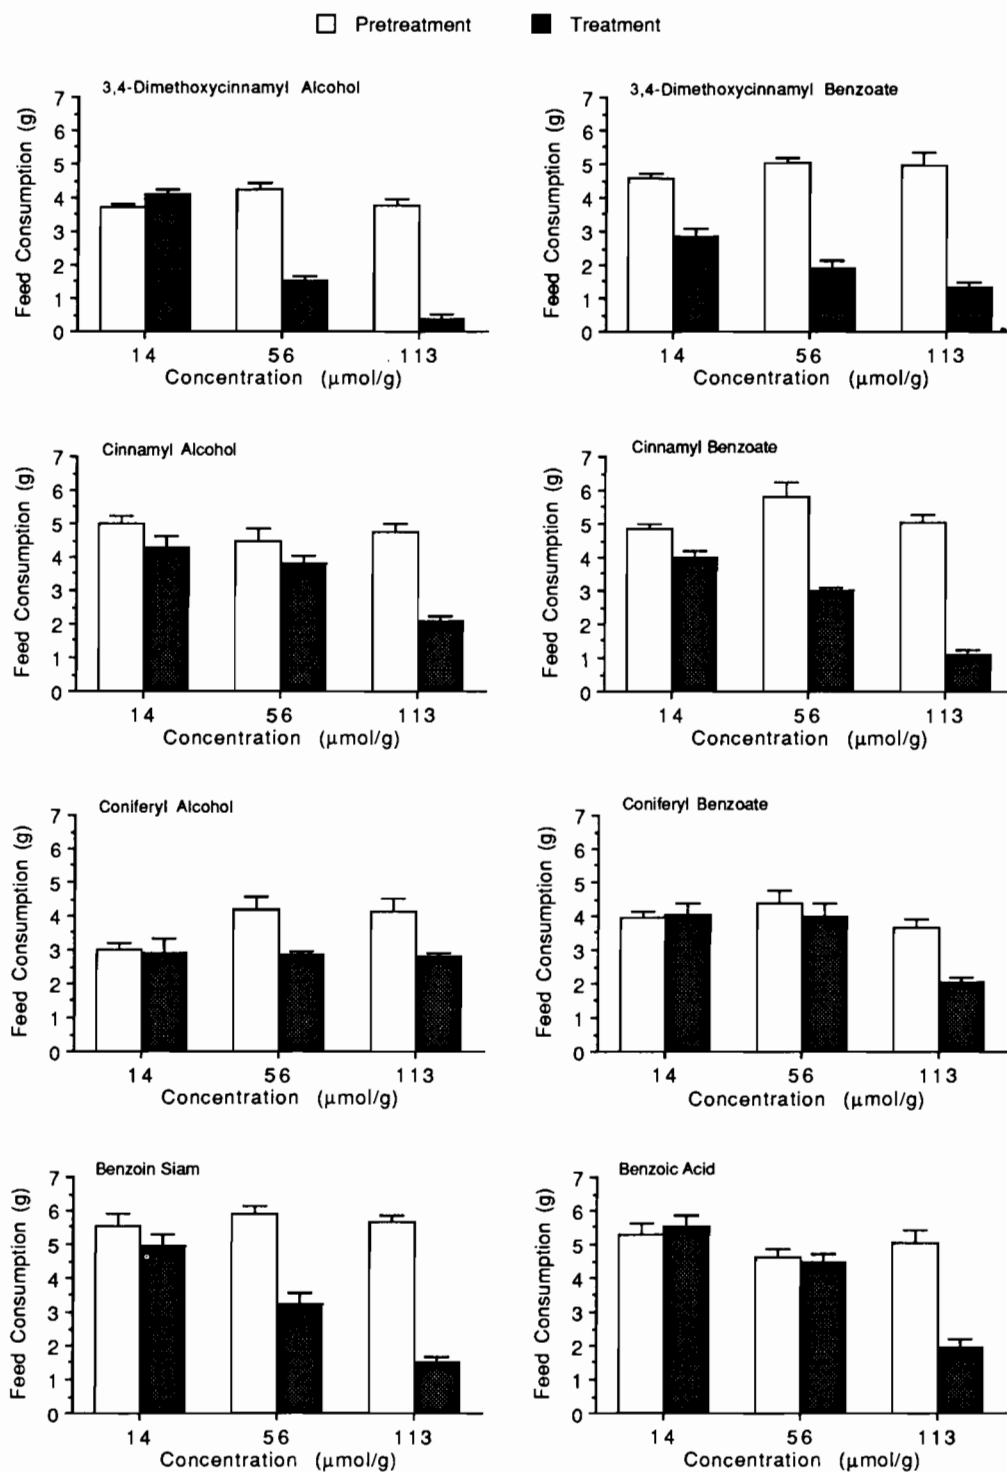 Pretreatment Treatment
3,4-Dimethoxycinnamyl Alcohol
7
6
5
4
3
2
1
0
Feed Consumption (g)
14 56 113
Concentration (μmol/g)
3,4-Dimethoxycinnamyl Benzoate
7
6
5
4
3
2
1
0
Feed Consumption (g)
14 56 113
Concentration (μmol/g)
Cinnamyl Alcohol
7
6
5
4
3
2
1
0
Feed Consumption (g)
14 56 113
Concentration (μmol/g)
Cinnamyl Benzoate
7
6
5
4
3
2
1
0
Feed Consumption (g)
14 56 113
Concentration (μmol/g)
Coniferyl Alcohol
7
6
5
4
3
2
1
0
Feed Consumption (g)
14 56 113
Concentration (μmol/g)
Coniferyl Benzoate
7
6
5
4
3
2
1
0
Feed Consumption (g)
14 56 113
Concentration (μmol/g)
Benzoin Siam
7
6
5
4
3
2
1
0
Feed Consumption (g)
14 56 113
Concentration (μmol/g)
Benzoic Acid
7
6
5
4
3
2
1
0
Feed Consumption (g)
14 56 113
Concentration (μmol/g)